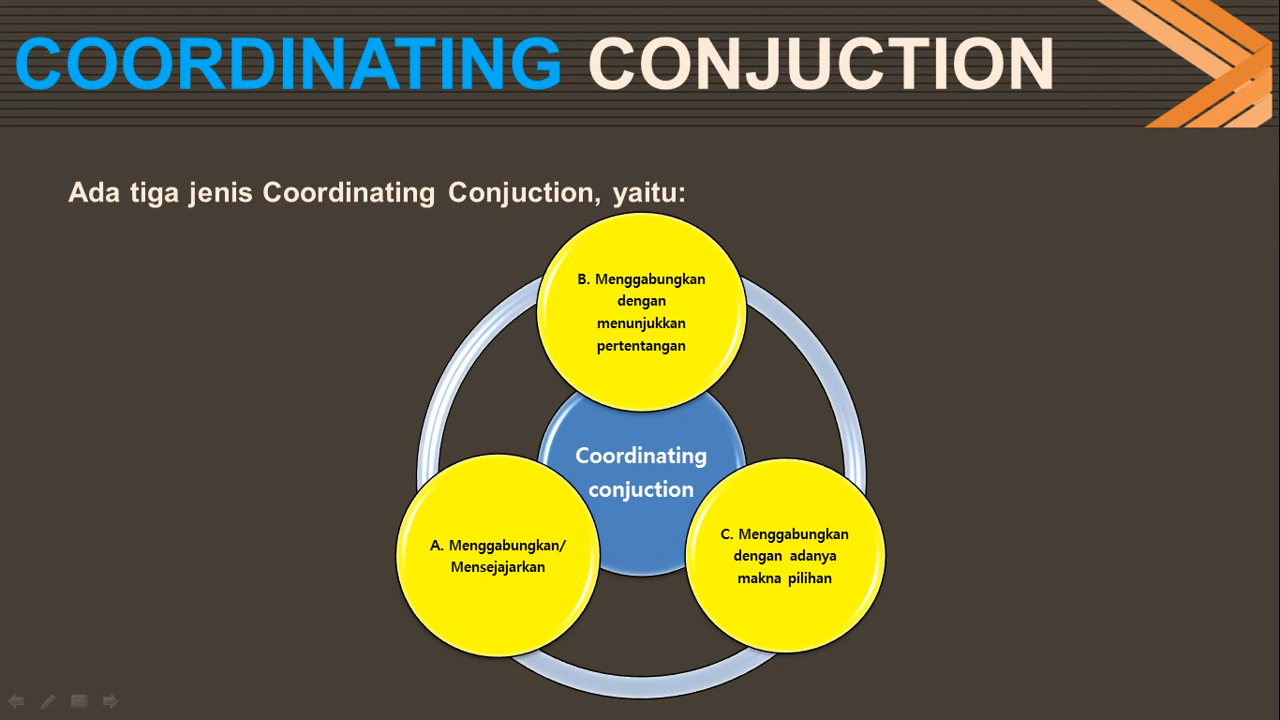 COORDINATING CONJUCTION
Ada tiga jenis Coordinating Conjuction, yaitu:
B. Menggabungkan
dengan
menunjukkan
pertentangan
Coordinating
conjuction
A. Menggabungkan/
Mensejajarkan
C. Menggabungkan
dengan adanya
makna pilihan